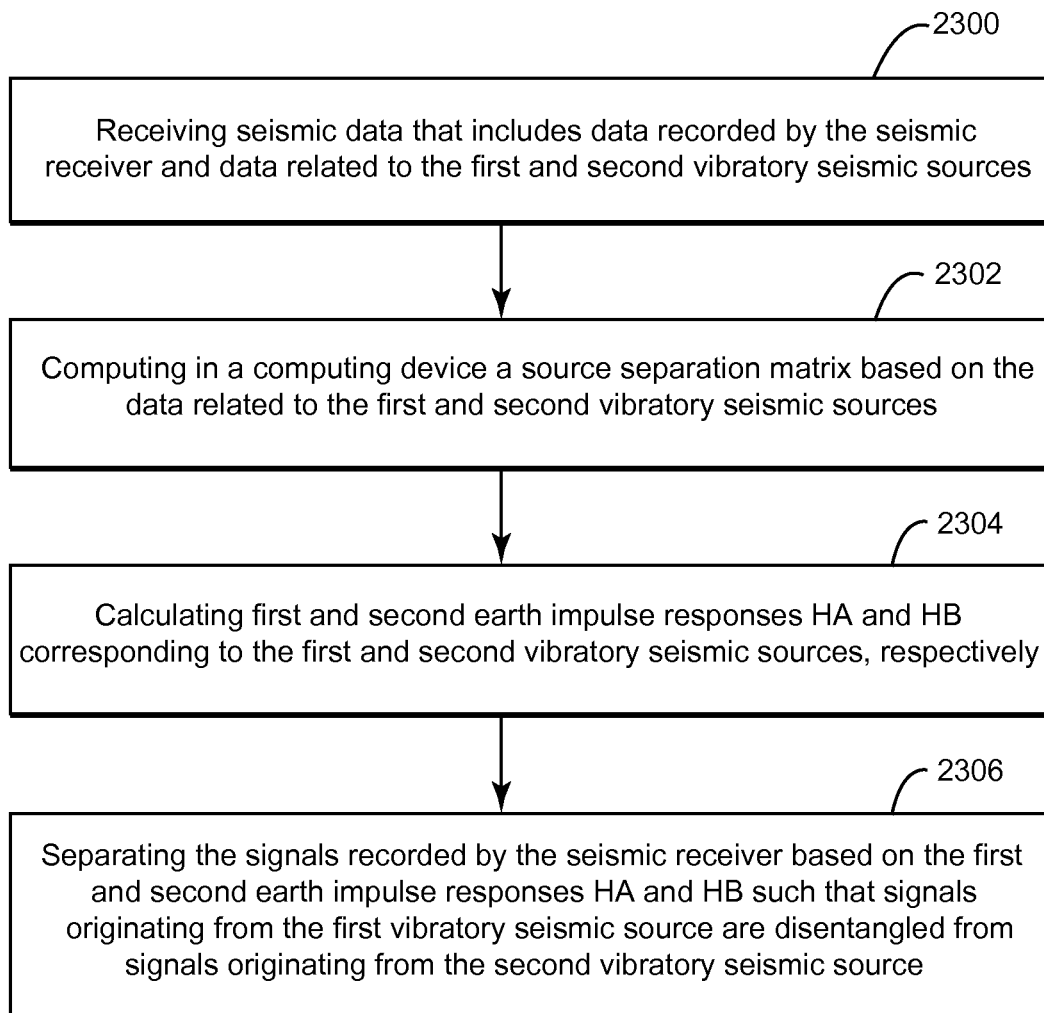 2300
Receiving seismic data that includes data recorded by the seismic
receiver and data related to the first and second vibratory seismic sources
2302
Computing in a computing device a source separation matrix based on the
data related to the first and second vibratory seismic sources
2304
Calculating first and second earth impulse responses HA and HB
corresponding to the first and second vibratory seismic sources, respectively
2306
Separating the signals recorded by the seismic receiver based on the first
and second earth impulse responses HA and HB such that signals
originating from the first vibratory seismic source are disentangled from
signals originating from the second vibratory seismic source